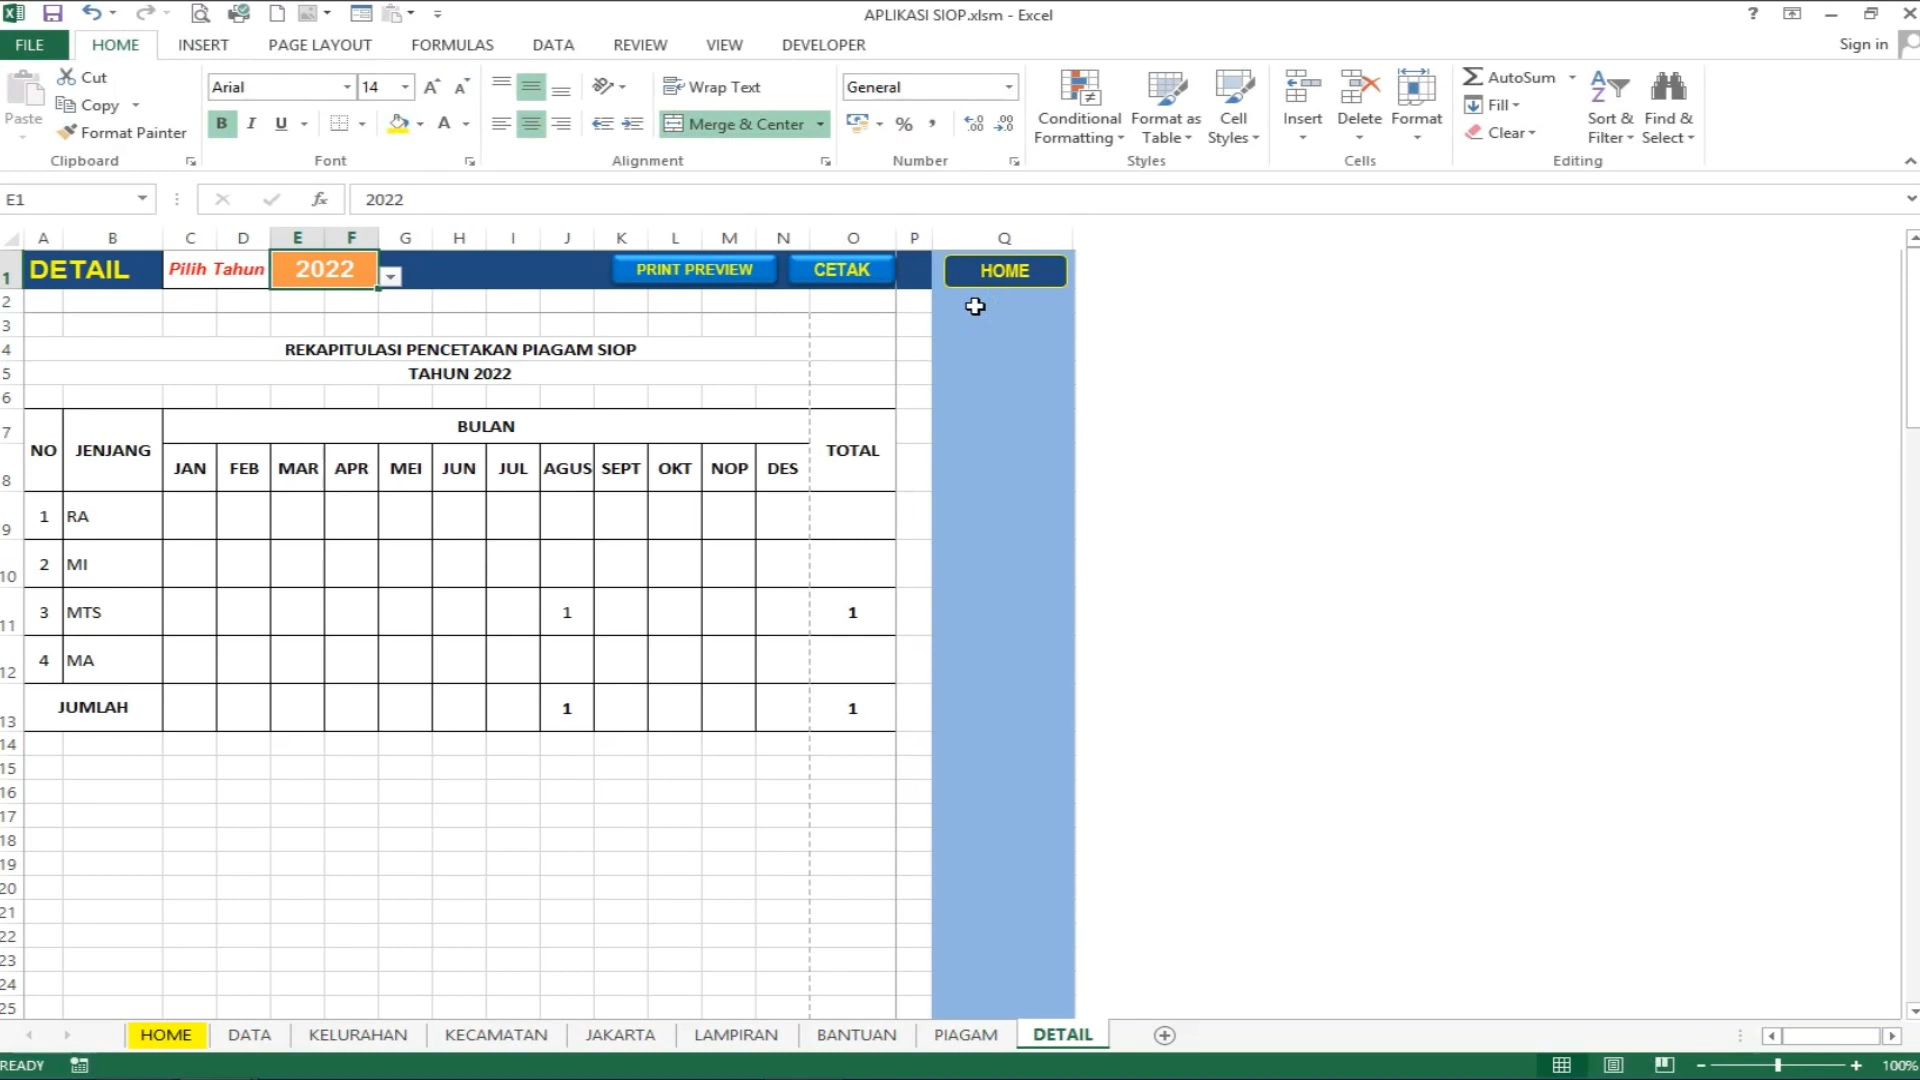 APLIKASI SIOP.xlsm - Excel
?
FILE HOME INSERT PAGE LAYOUT FORMULAS DATA REVIEW VIEW DEVELOPER Sign in
Paste Cut Copy Format Painter
Arial 14
B I U
Wrap Text
Merge & Center
General
% ,
Conditional Formatting
Format as Table
Cell Styles
Insert Delete Format
AutoSum
Fill
Clear
Sort & Filter
Find & Select
Clipboard Font Alignment Number Styles Cells Editing
E1 fx 2022
A B C D E F G H I J K L M N O P Q
1 DETAIL Pilih Tahun 2022 PRINT PREVIEW CETAK HOME
2
3
4 REKAPITULASI PENCETAKAN PIAGAM SIOP
5 TAHUN 2022
6
7 NO JENJANG BULAN TOTAL
8 JAN FEB MAR APR MEI JUN JUL AGUS SEPT OKT NOP DES
9 1 RA
10 2 MI
11 3 MTS 1 1
12 4 MA
13 JUMLAH 1 1
14
15
16
17
18
19
20
21
22
23
24
25
HOME DATA KELURAHAN KECAMATAN JAKARTA LAMPIRAN BANTUAN PIAGAM DETAIL
READY 100%